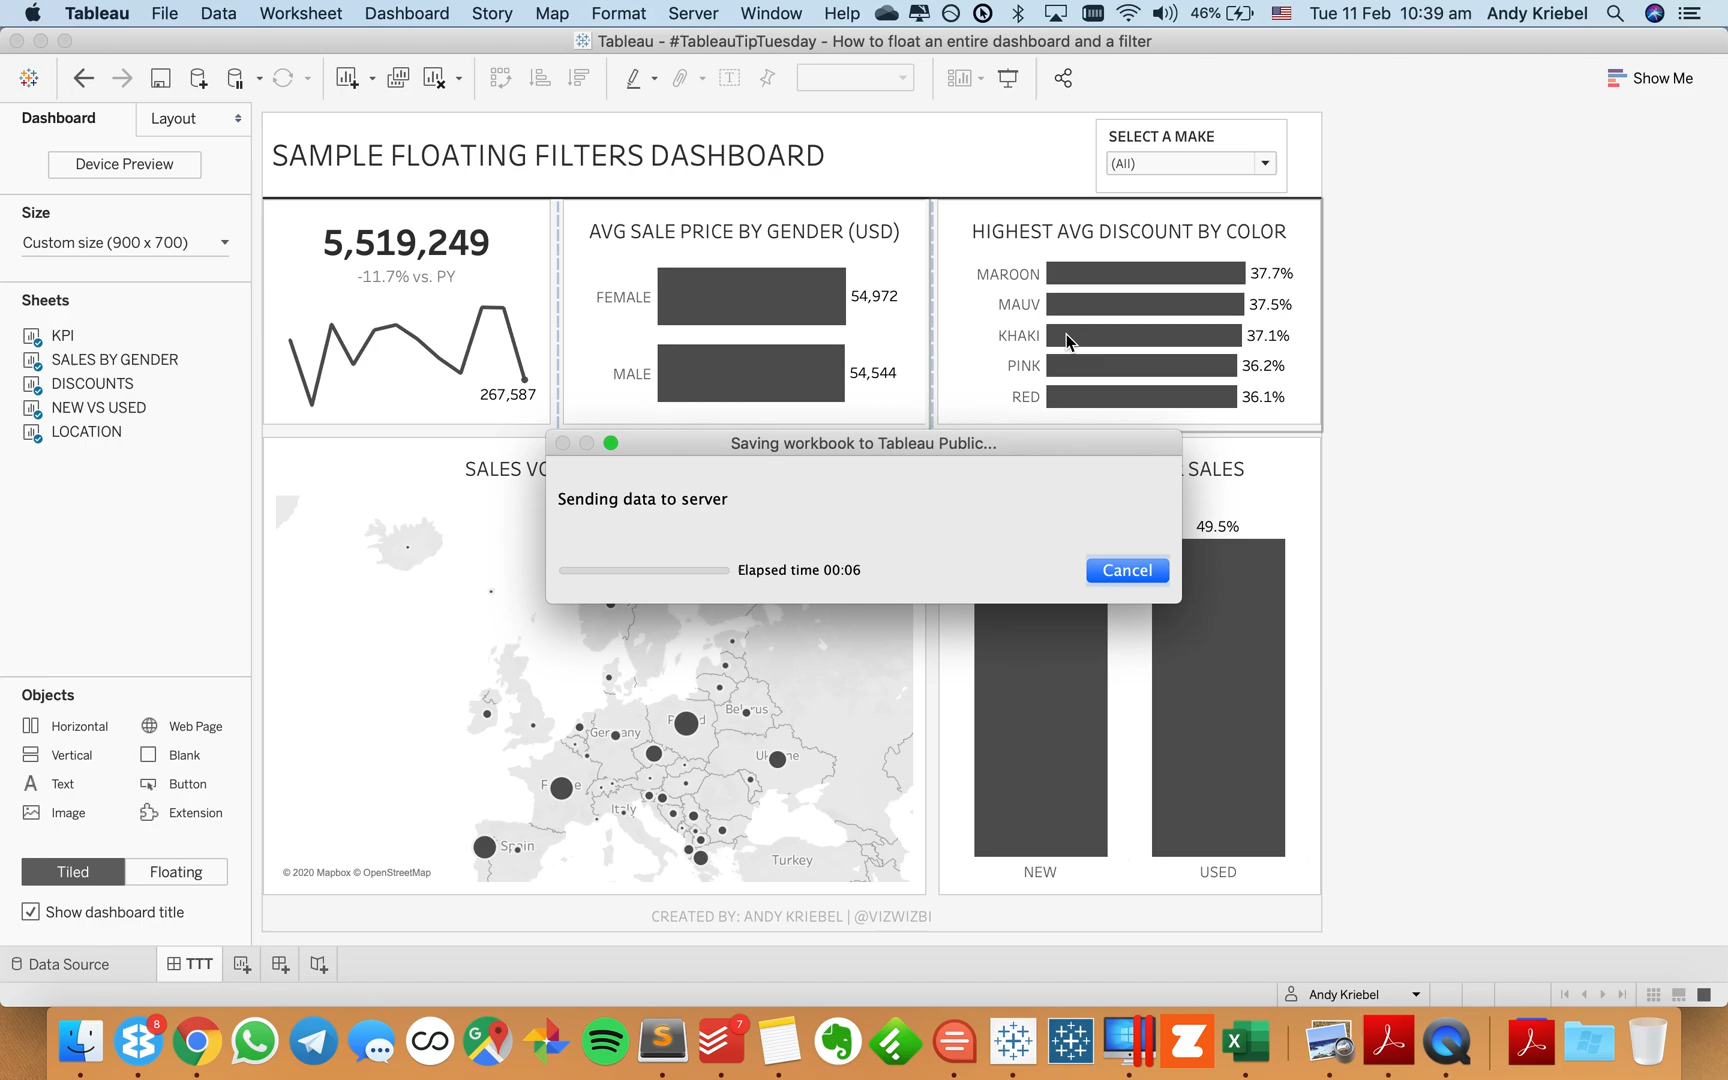 Tableau File Data Worksheet Dashboard Story Map Format Server Window Help 46% Tue 11 Feb 10:39 am Andy Kriebel
Tableau - #TableauTipTuesday - How to float an entire dashboard and a filter
Show Me
Dashboard Layout
Device Preview
Size
Custom size (900 x 700)
Sheets
KPI
SALES BY GENDER
DISCOUNTS
NEW VS USED
LOCATION
Objects
Horizontal Web Page
Vertical Blank
Text Button
Image Extension
Tiled Floating
Show dashboard title
SAMPLE FLOATING FILTERS DASHBOARD
SELECT A MAKE
(All)
5,519,249
-11.7% vs. PY
267,587
AVG SALE PRICE BY GENDER (USD)
FEMALE 54,972
MALE 54,544
HIGHEST AVG DISCOUNT BY COLOR
MAROON 37.7%
MAUV 37.5%
KHAKI 37.1%
PINK 36.2%
RED 36.1%
Saving workbook to Tableau Public...
Sending data to server
Elapsed time 00:06
Cancel
SALES
SALES
49.5%
NEW USED
Germany
Italy
Turkey
© 2020 Mapbox © OpenStreetMap
CREATED BY: ANDY KRIEBEL | @VIZWIZBI
Data Source TTT
Andy Kriebel
8
7